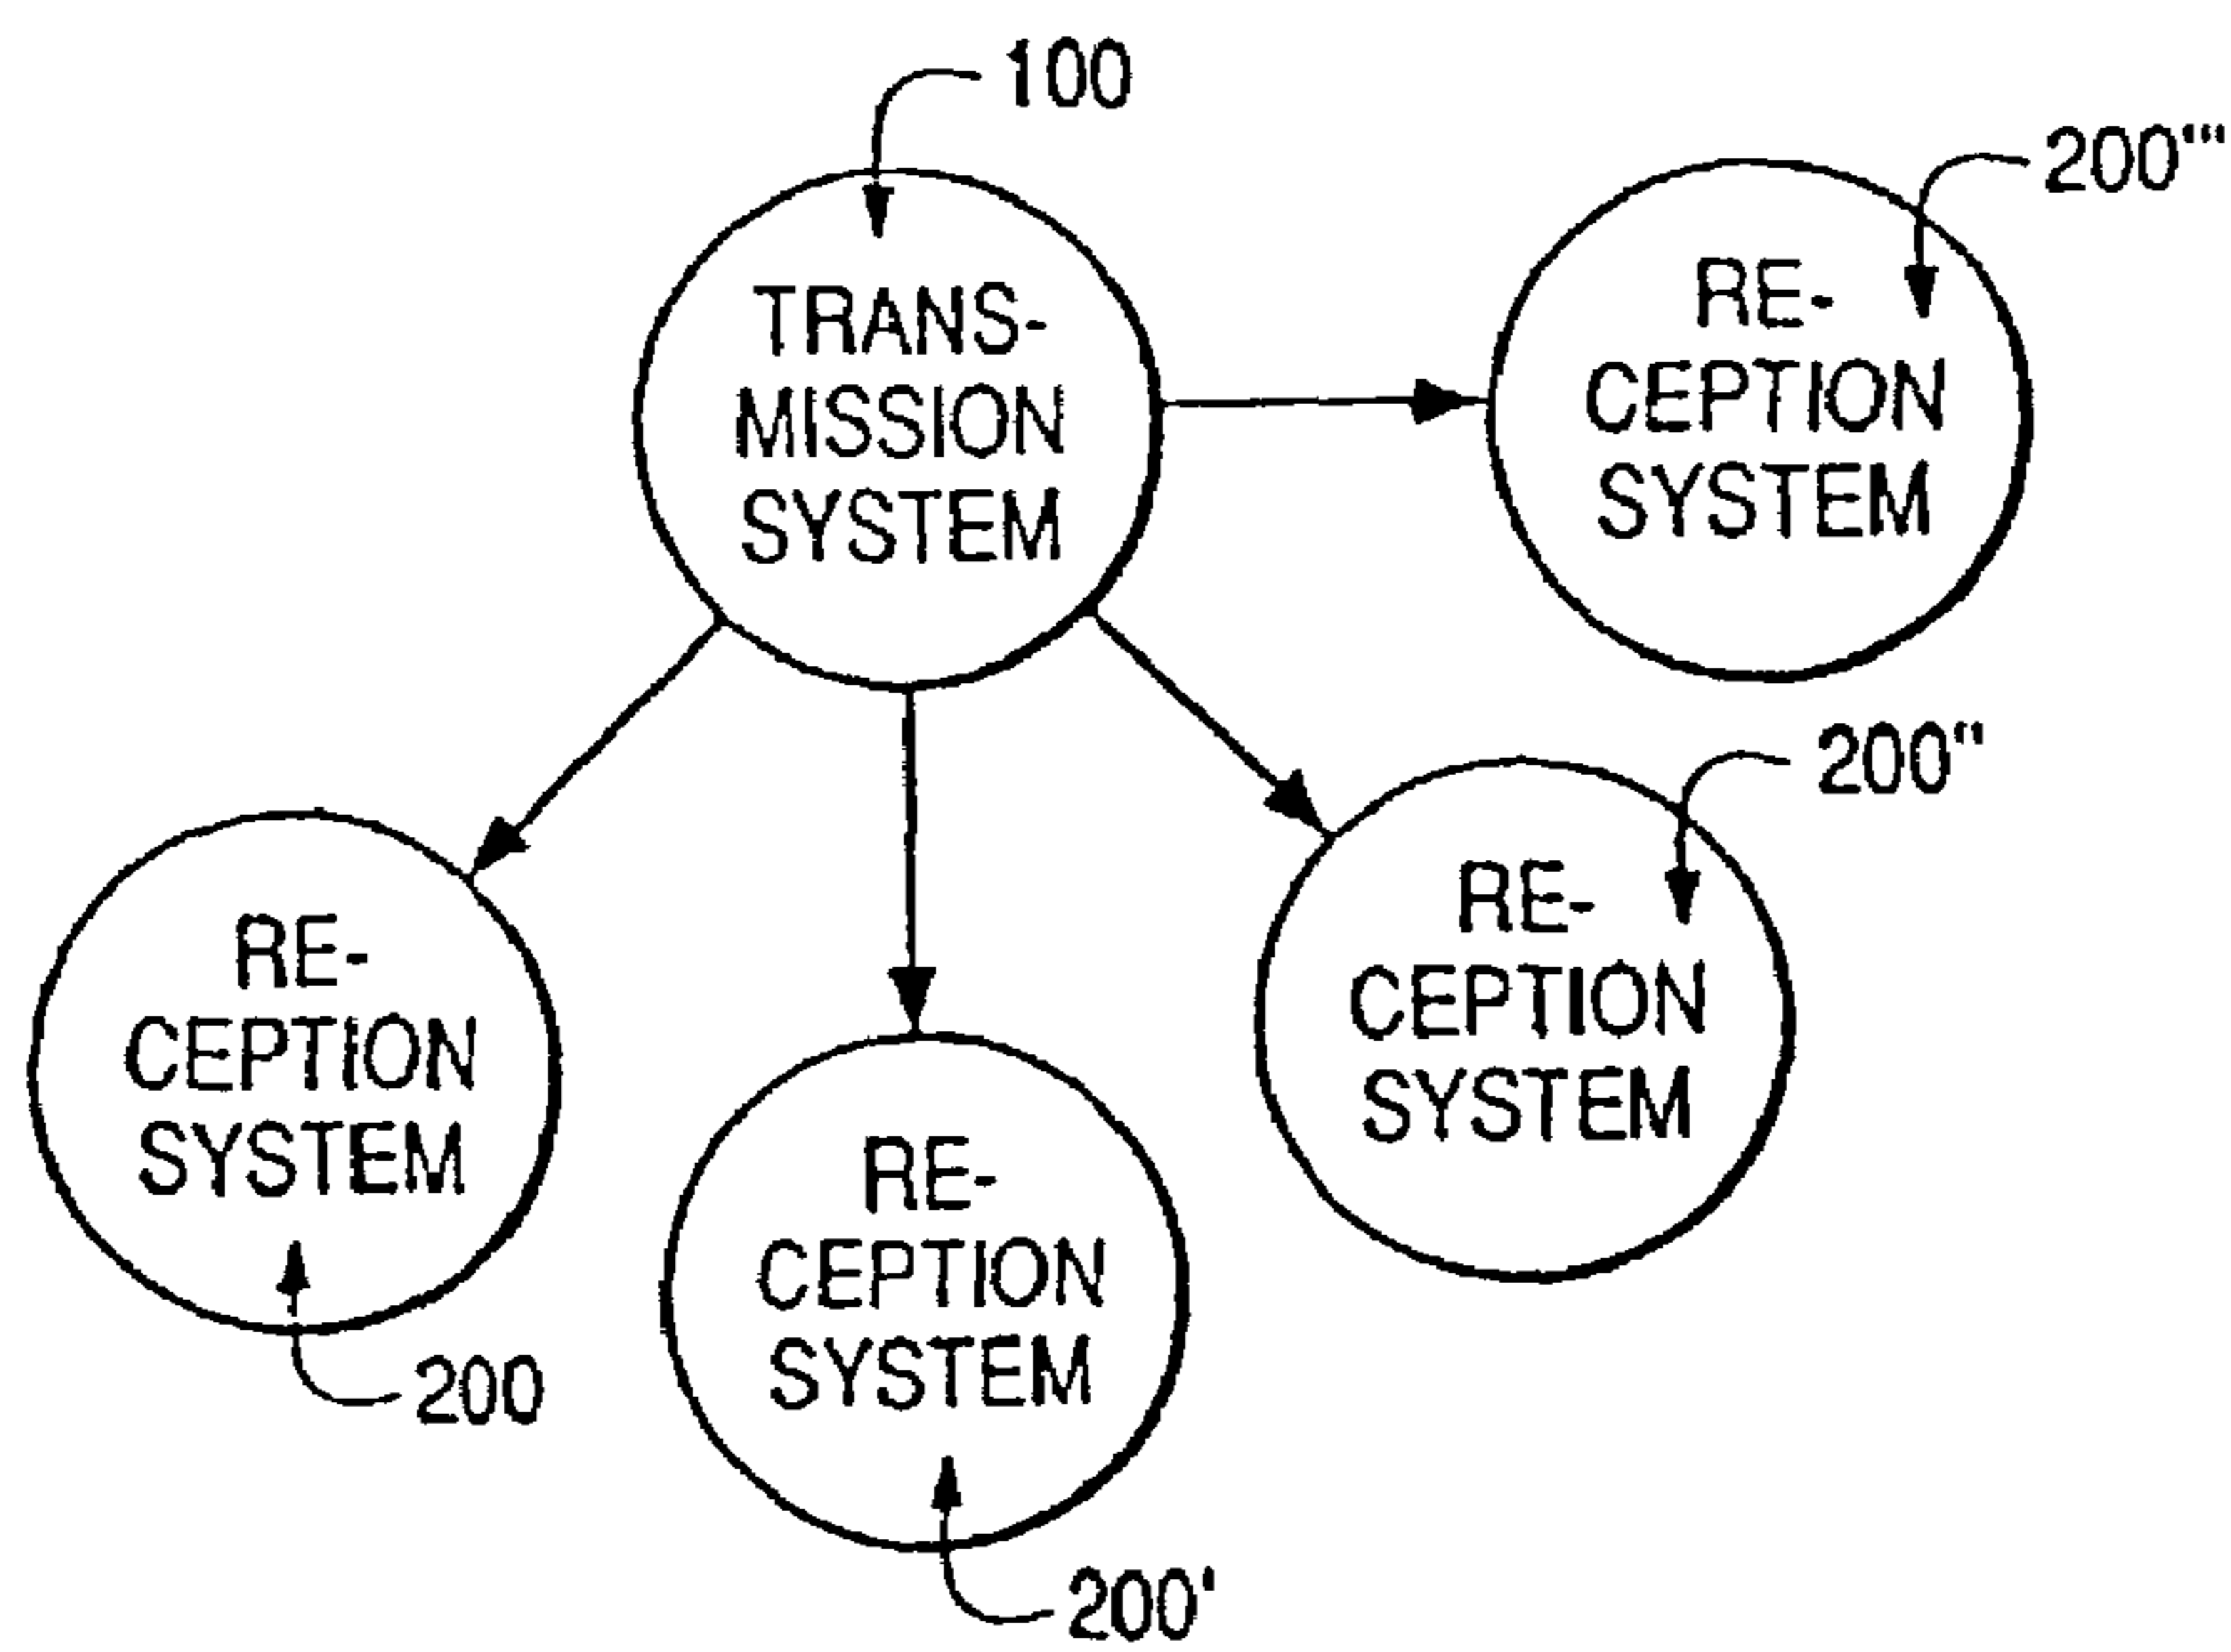 100
200'''
TRANS-
MISSION
SYSTEM
RE-
CEPTION
SYSTEM
200"
RE-
CEPTION
SYSTEM
RE-
CEPTION
SYSTEM
200
RE-
CEPTION
SYSTEM
200'